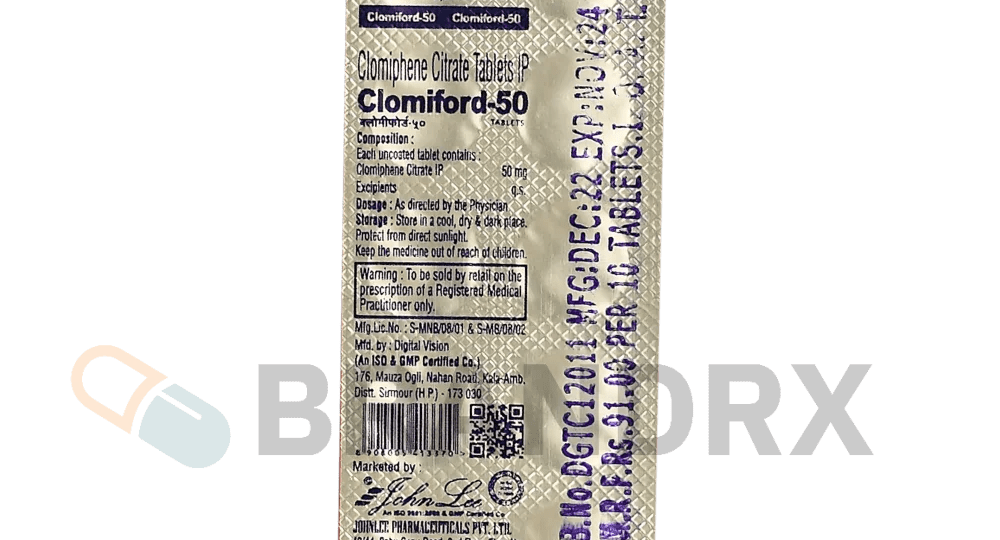 Clomiford-50 Clomiford-50
Clomiphene Citrate Tablets IP
Clomiford-50
क्लोमीफोर्ड-५० TABLETS
Composition :
Each uncoated tablet contains :
Clomiphene Citrate IP 50 mg
Excipients q.s.
Dosage : As directed by the Physician
Storage : Store in a cool, dry & dark place.
Protect from direct sunlight.
Keep the medicine out of reach of children.
Warning : To be sold by retail on the
prescription of a Registered Medical
Practitioner only.
Mfg.Lic.No. : S-MNB/08/01 & S-MB/08/02
Mfd. by : Digital Vision
(An ISO & GMP Certified Co.)
176, Mauza Ogli, Nahan Road, Kala-Amb.
Distt. Sirmour (H.P.) - 173 030
Marketed by :
John Lee
An ISO & GMP Certified Co
JOHNLEE PHARMACEUTICALS PVT. LTD.
B.No.DGTC12011 MFG:DEC:22 EXP:NOV:24
M.R.P.Rs.91.00 PER 10 TABLETS.I